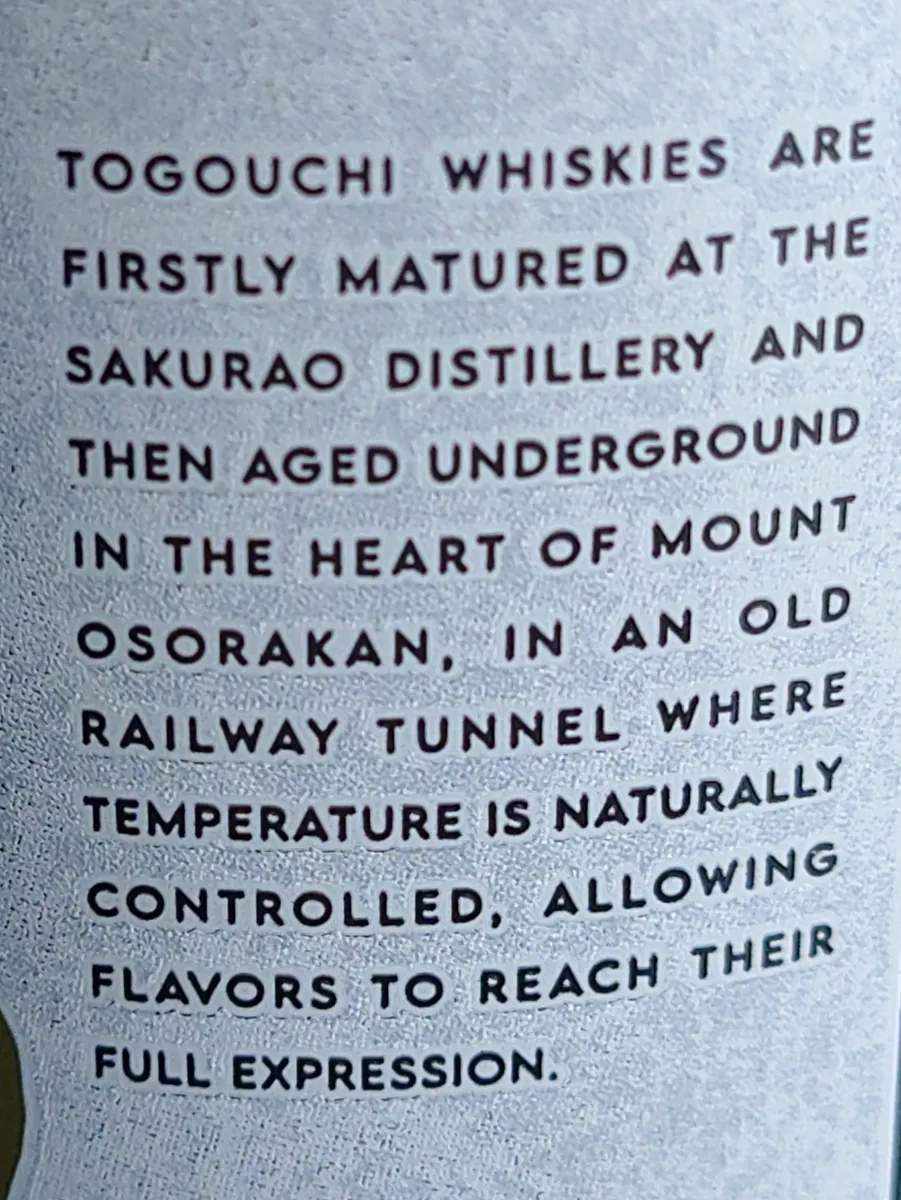 TOGOUCHI WHISKIES ARE
FIRSTLY MATURED AT THE
SAKURAO DISTILLERY AND
THEN AGED UNDERGROUND
IN THE HEART OF MOUNT
OSORAKAN, IN AN OLD
RAILWAY TUNNEL WHERE
TEMPERATURE IS NATURALLY
CONTROLLED, ALLOWING
FLAVORS TO REACH THEIR
FULL EXPRESSION.